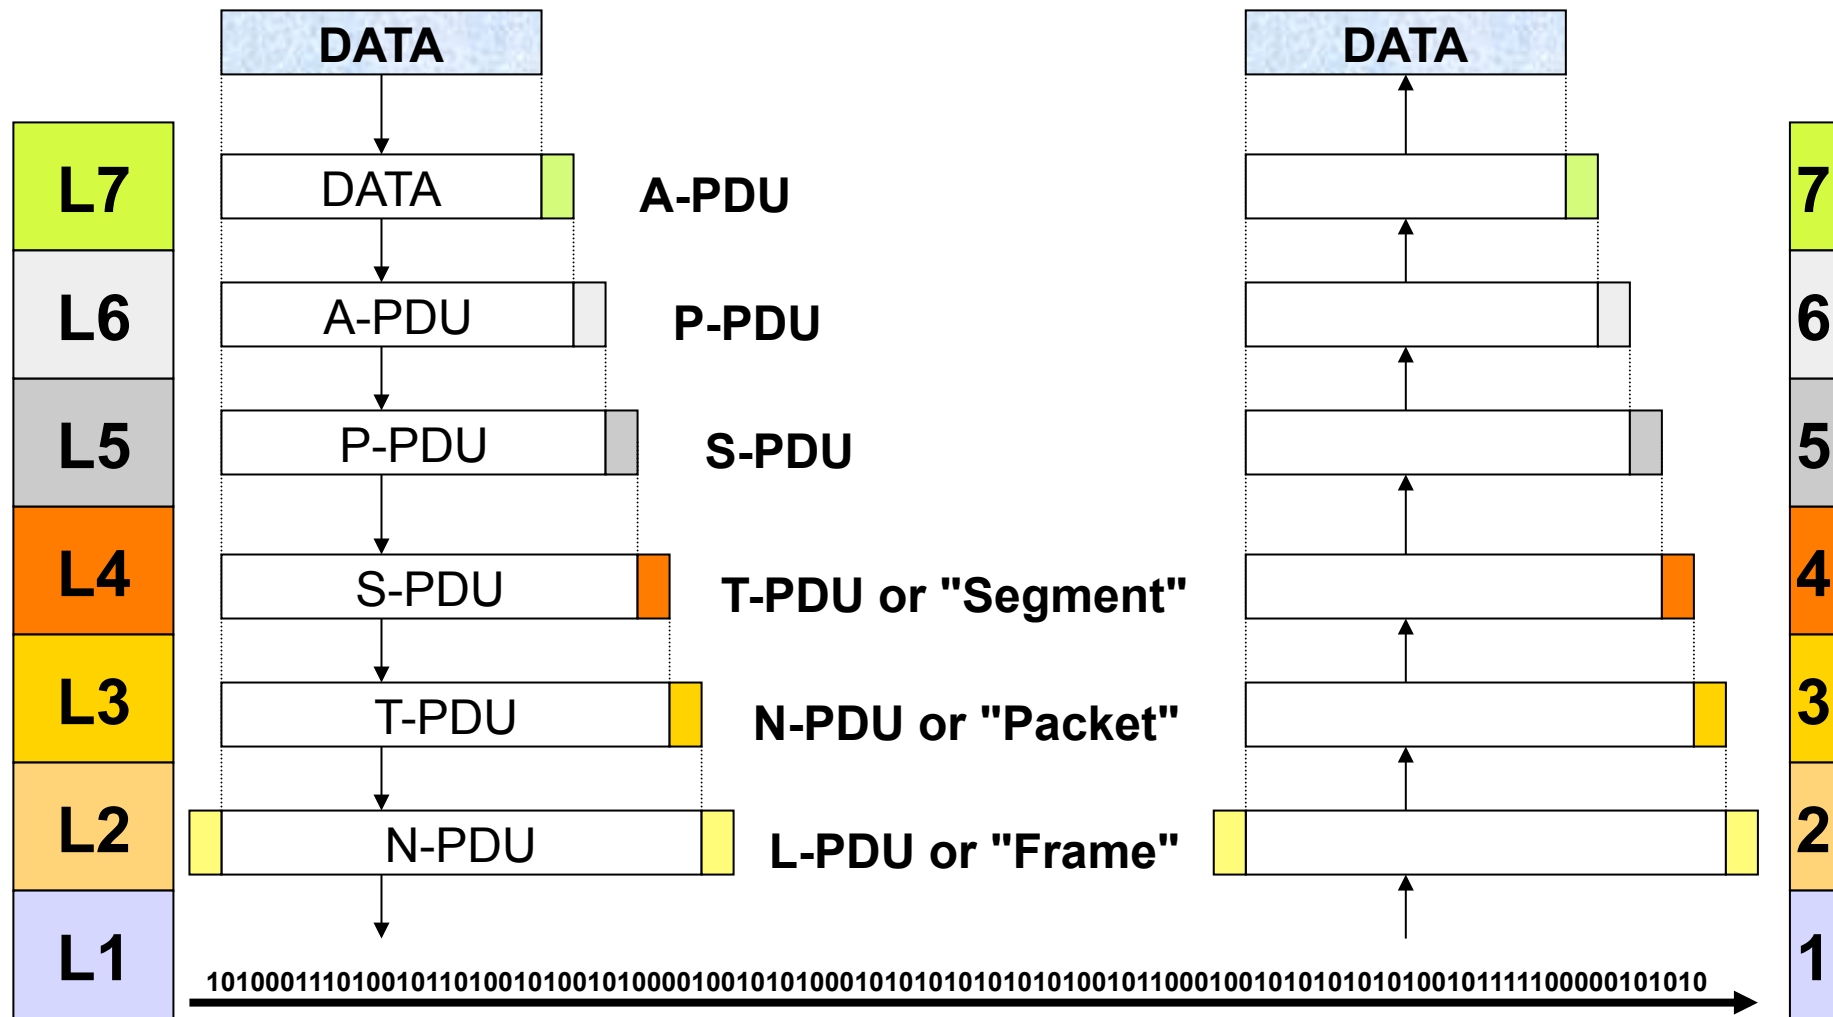 DATA
DATA
L7
DATA
A-PDU
7
L6
A-PDU
P-PDU
6
L5
P-PDU
S-PDU
5
L4
S-PDU
T-PDU or "Segment"
4
L3
T-PDU
N-PDU or "Packet"
3
L2
N-PDU
L-PDU or "Frame"
2
L1
1